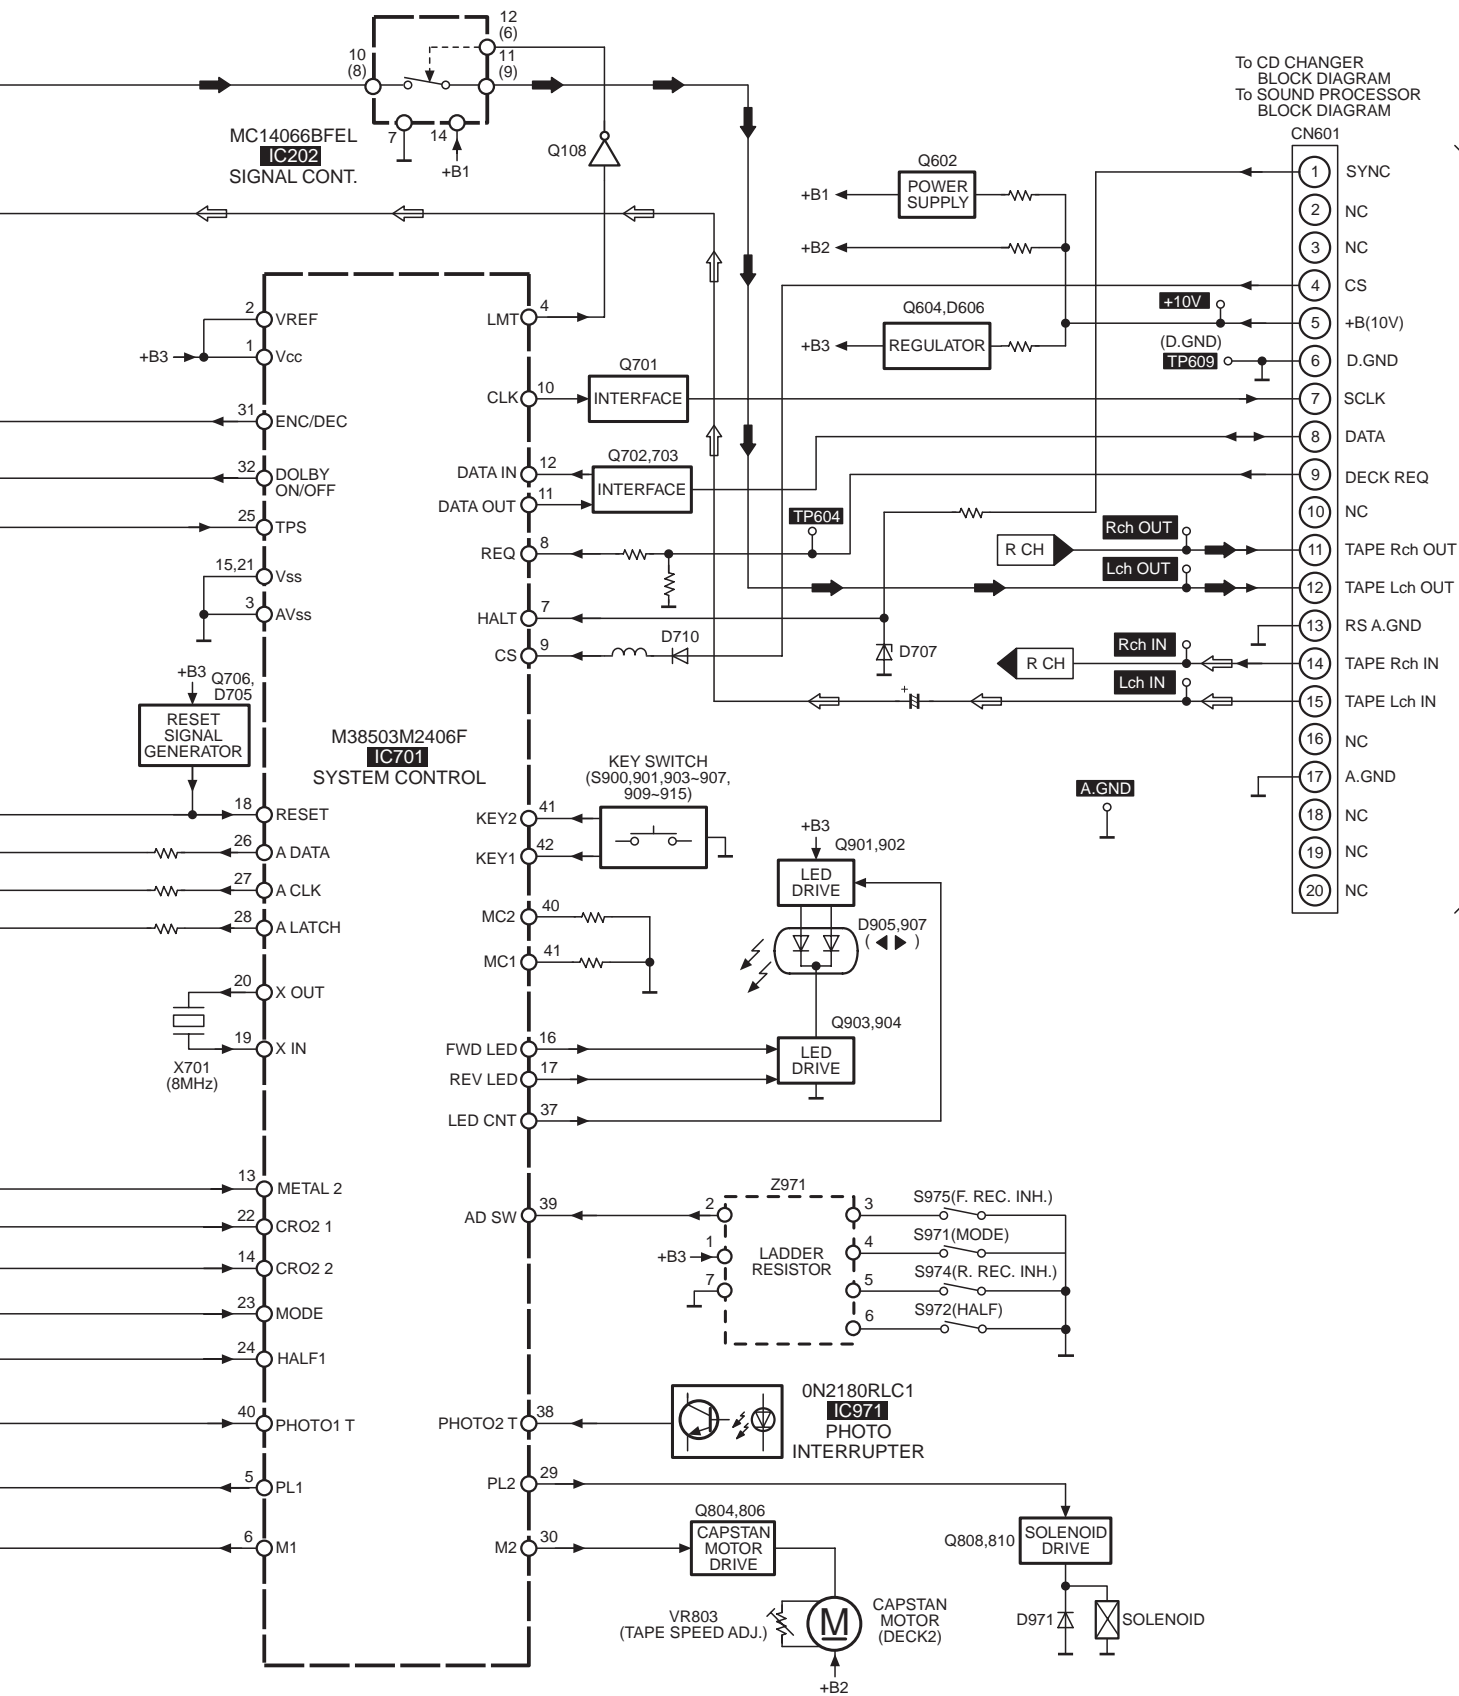 12
(6)
10
(8)
11
(9)
7
14
+B1
MC14066BFEL
IC202
SIGNAL CONT.
Q108
To CD CHANGER
BLOCK DIAGRAM
To SOUND PROCESSOR
BLOCK DIAGRAM
CN601
1 SYNC
2 NC
3 NC
4 CS
5 +B(10V)
6 D.GND
7 SCLK
8 DATA
9 DECK REQ
10 NC
11 TAPE Rch OUT
12 TAPE Lch OUT
13 RS A.GND
14 TAPE Rch IN
15 TAPE Lch IN
16 NC
17 A.GND
18 NC
19 NC
20 NC
Q602
+B1
POWER
SUPPLY
+B2
Q604,D606
+B3
REGULATOR
+10V
(D.GND)
TP609
Rch OUT
R CH
Lch OUT
Rch IN
R CH
Lch IN
A.GND
TP604
D707
D710
+
2 VREF
+B3
1 Vcc
31 ENC/DEC
32 DOLBY
ON/OFF
25 TPS
15,21 Vss
3 AVss
+B3
Q706,
D705
RESET
SIGNAL
GENERATOR
18 RESET
26 A DATA
27 A CLK
28 A LATCH
20 X OUT
19 X IN
X701
(8MHz)
13 METAL 2
22 CRO2 1
14 CRO2 2
23 MODE
24 HALF1
40 PHOTO1 T
5 PL1
6 M1
M38503M2406F
IC701
SYSTEM CONTROL
LMT 4
CLK 10
Q701
INTERFACE
DATA IN 12
DATA OUT 11
Q702,703
INTERFACE
REQ 8
HALT 7
CS 9
KEY SWITCH
(S900,901,903~907,
909~915)
KEY2 41
KEY1 42
MC2 40
MC1 41
+B3
Q901,902
LED
DRIVE
D905,907
( ◀ ▶ )
Q903,904
LED
DRIVE
FWD LED 16
REV LED 17
LED CNT 37
AD SW 39
Z971
2
1
+B3
7
LADDER
RESISTOR
3 S975(F. REC. INH.)
4 S971(MODE)
5 S974(R. REC. INH.)
6 S972(HALF)
PHOTO2 T 38
0N2180RLC1
IC971
PHOTO
INTERRUPTER
PL2 29
M2 30
Q804,806
CAPSTAN
MOTOR
DRIVE
Q808,810
SOLENOID
DRIVE
D971
SOLENOID
VR803
(TAPE SPEED ADJ.)
M
CAPSTAN
MOTOR
(DECK2)
+B2